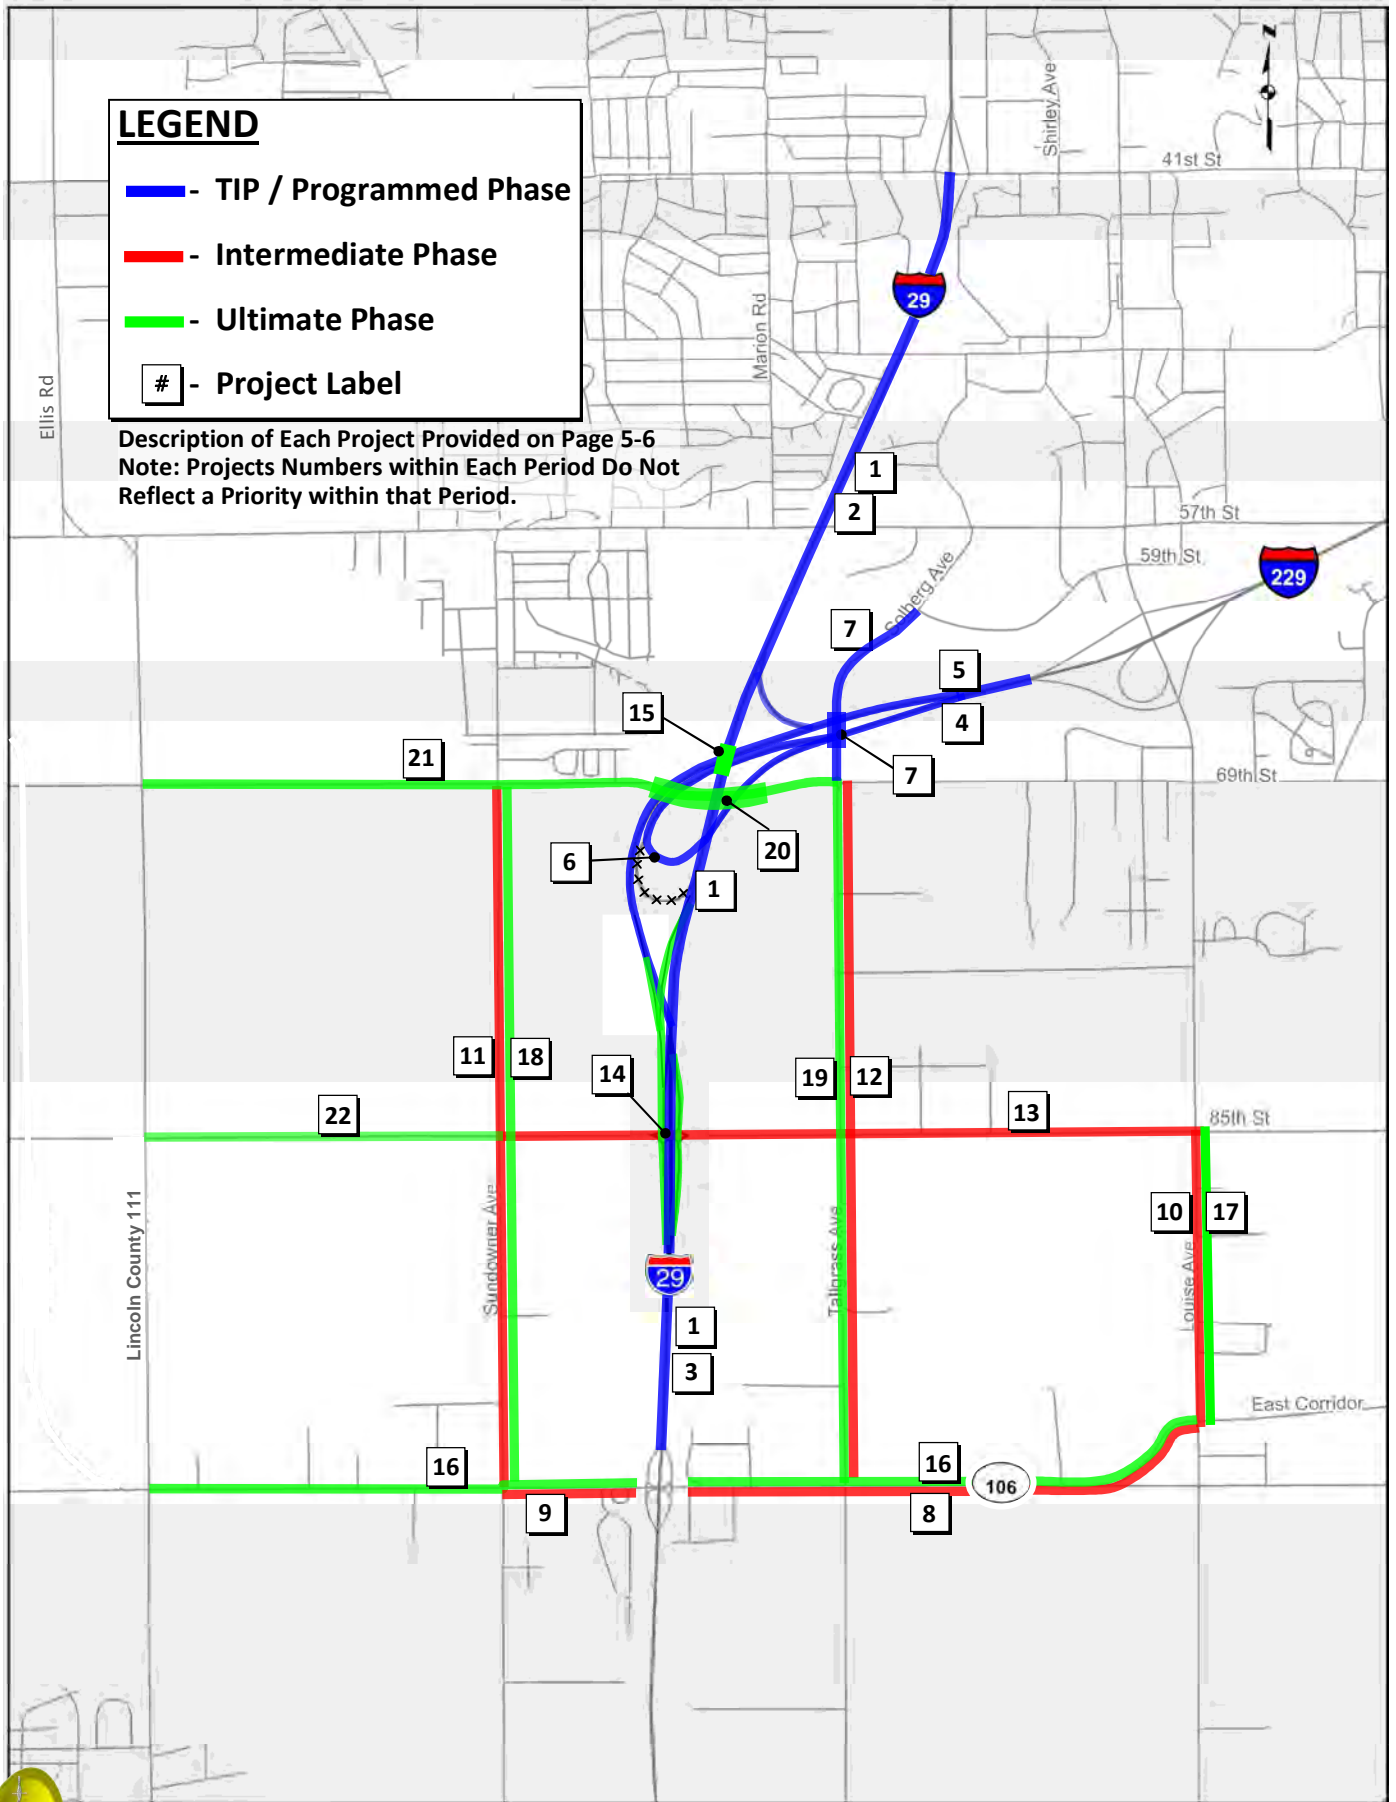 N
LEGEND
- TIP / Programmed Phase
- Intermediate Phase
- Ultimate Phase
# - Project Label
Description of Each Project Provided on Page 5-6
Note: Projects Numbers within Each Period Do Not
Reflect a Priority within that Period.
Shirley Ave
41st St
29
Marion Rd
Ellis Rd
1
2
57th St
59th St
229
Solberg Ave
7
5
4
15
7
21
69th St
20
6
1
11
18
14
19
12
22
13
85th St
10
17
Lincoln County 111
Sundowner Ave
Tallgrass Ave
Louise Ave
29
1
3
East Corridor
16
16
106
9
8